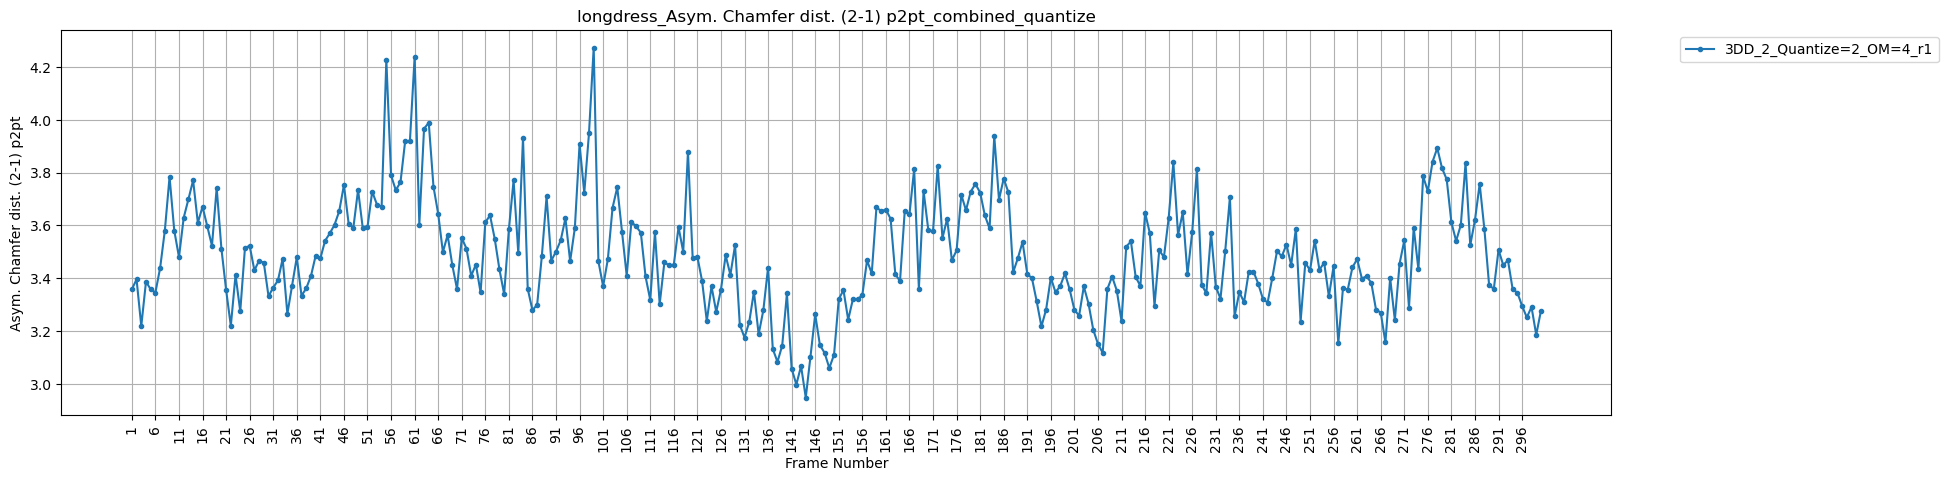 longdress_Asym. Chamfer dist. (2-1) p2pt_combined_quantize
3DD_2_Quantize=2_OM=4_r1
Asym. Chamfer dist. (2-1) p2pt
4.2
4.0
3.8
3.6
3.4
3.2
3.0
1 6 11 16 21 26 31 36 41 46 51 56 61 66 71 76 81 86 91 96 101 106 111 116 121 126 131 136 141 146 151 156 161 166 171 176 181 186 191 196 201 206 211 216 221 226 231 236 241 246 251 256 261 266 271 276 281 286 291 296
Frame Number